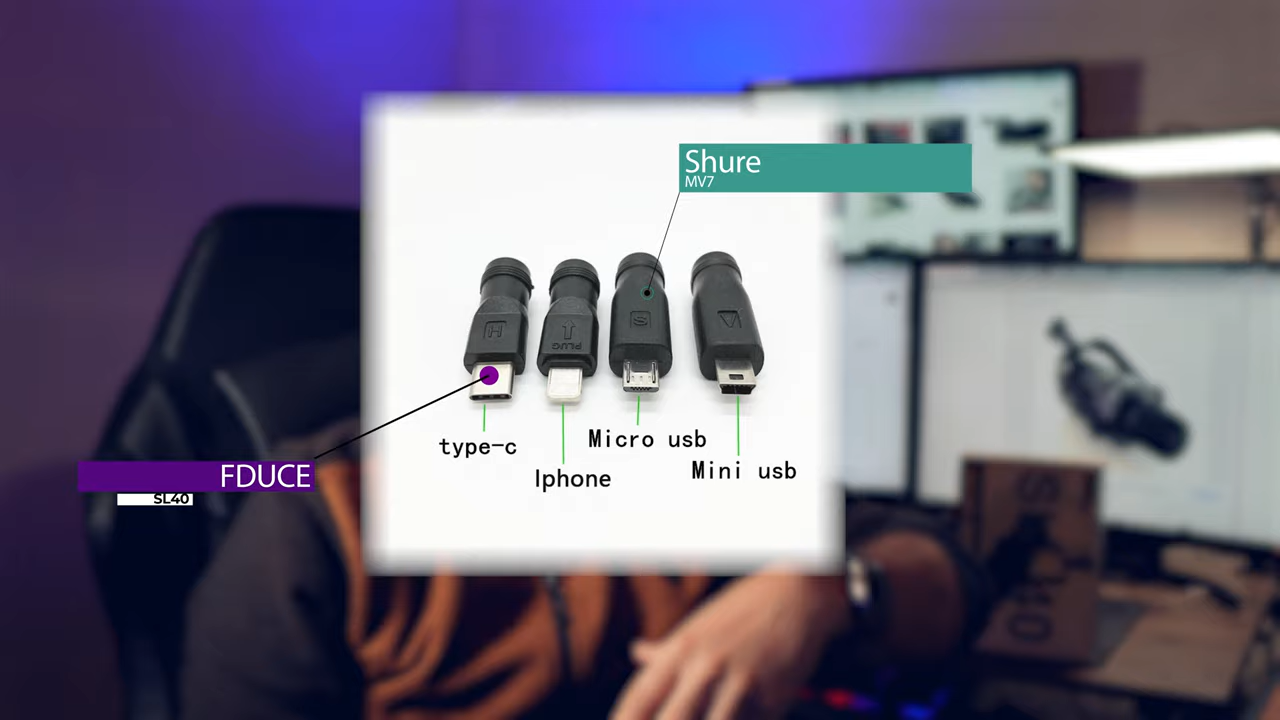 Shure
MV7
H
PLUG
S
type-c
Micro usb
Mini usb
Iphone
FDUCE
SL40